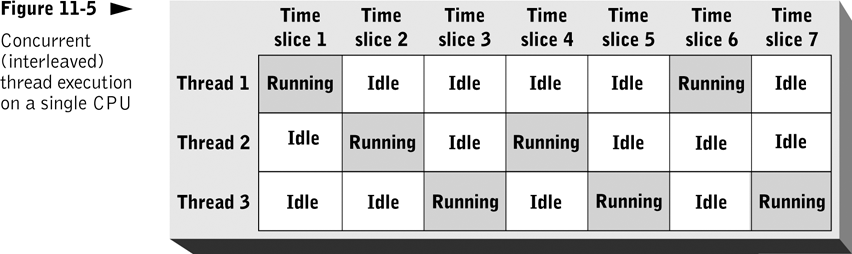 Figure 11-5 ►
Concurrent
(interleaved)
thread execution
on a single CPU
Time slice 1 Time slice 2 Time slice 3 Time slice 4 Time slice 5 Time slice 6 Time slice 7
Thread 1 Running Idle Idle Idle Idle Running Idle
Thread 2 Idle Running Idle Running Idle Idle Idle
Thread 3 Idle Idle Running Idle Running Idle Running